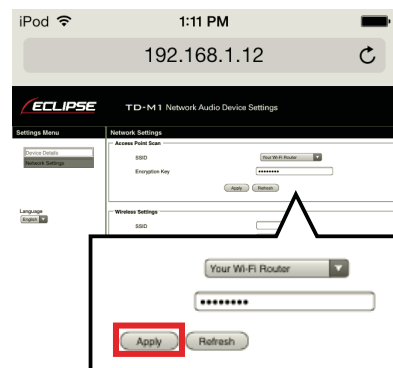 iPod 1:11 PM
192.168.1.12
ECLIPSE TD-M1 Network Audio Device Settings
Settings Menu Network Settings
Access Point Scan
Device Details
SSID Your Wi-Fi Router
Network Settings
Encryption Key ••••••••
Apply Refresh
Language
Wireless Settings
English
SSID
Your Wi-Fi Router
••••••••
Apply Refresh